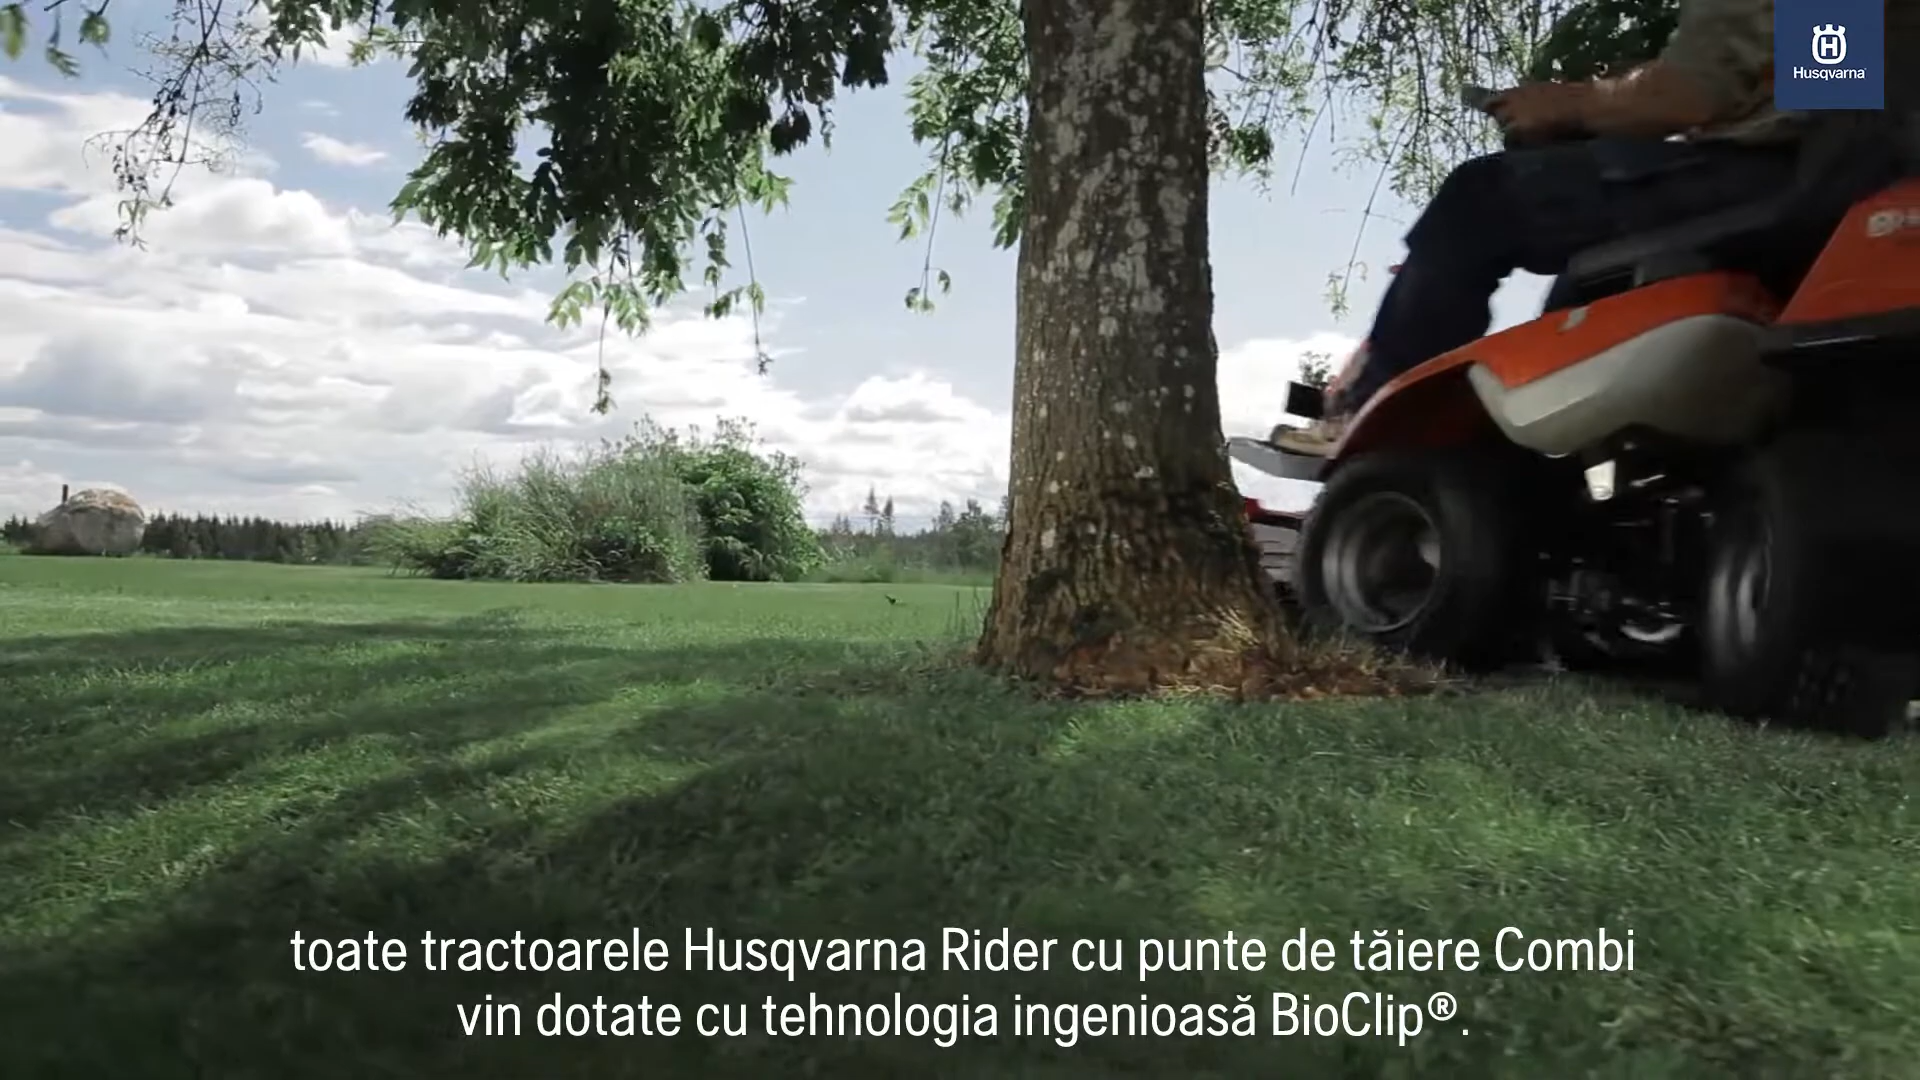 Husqvarna
toate tractoarele Husqvarna Rider cu punte de tăiere Combi
vin dotate cu tehnologia ingenioasă BioClip®.